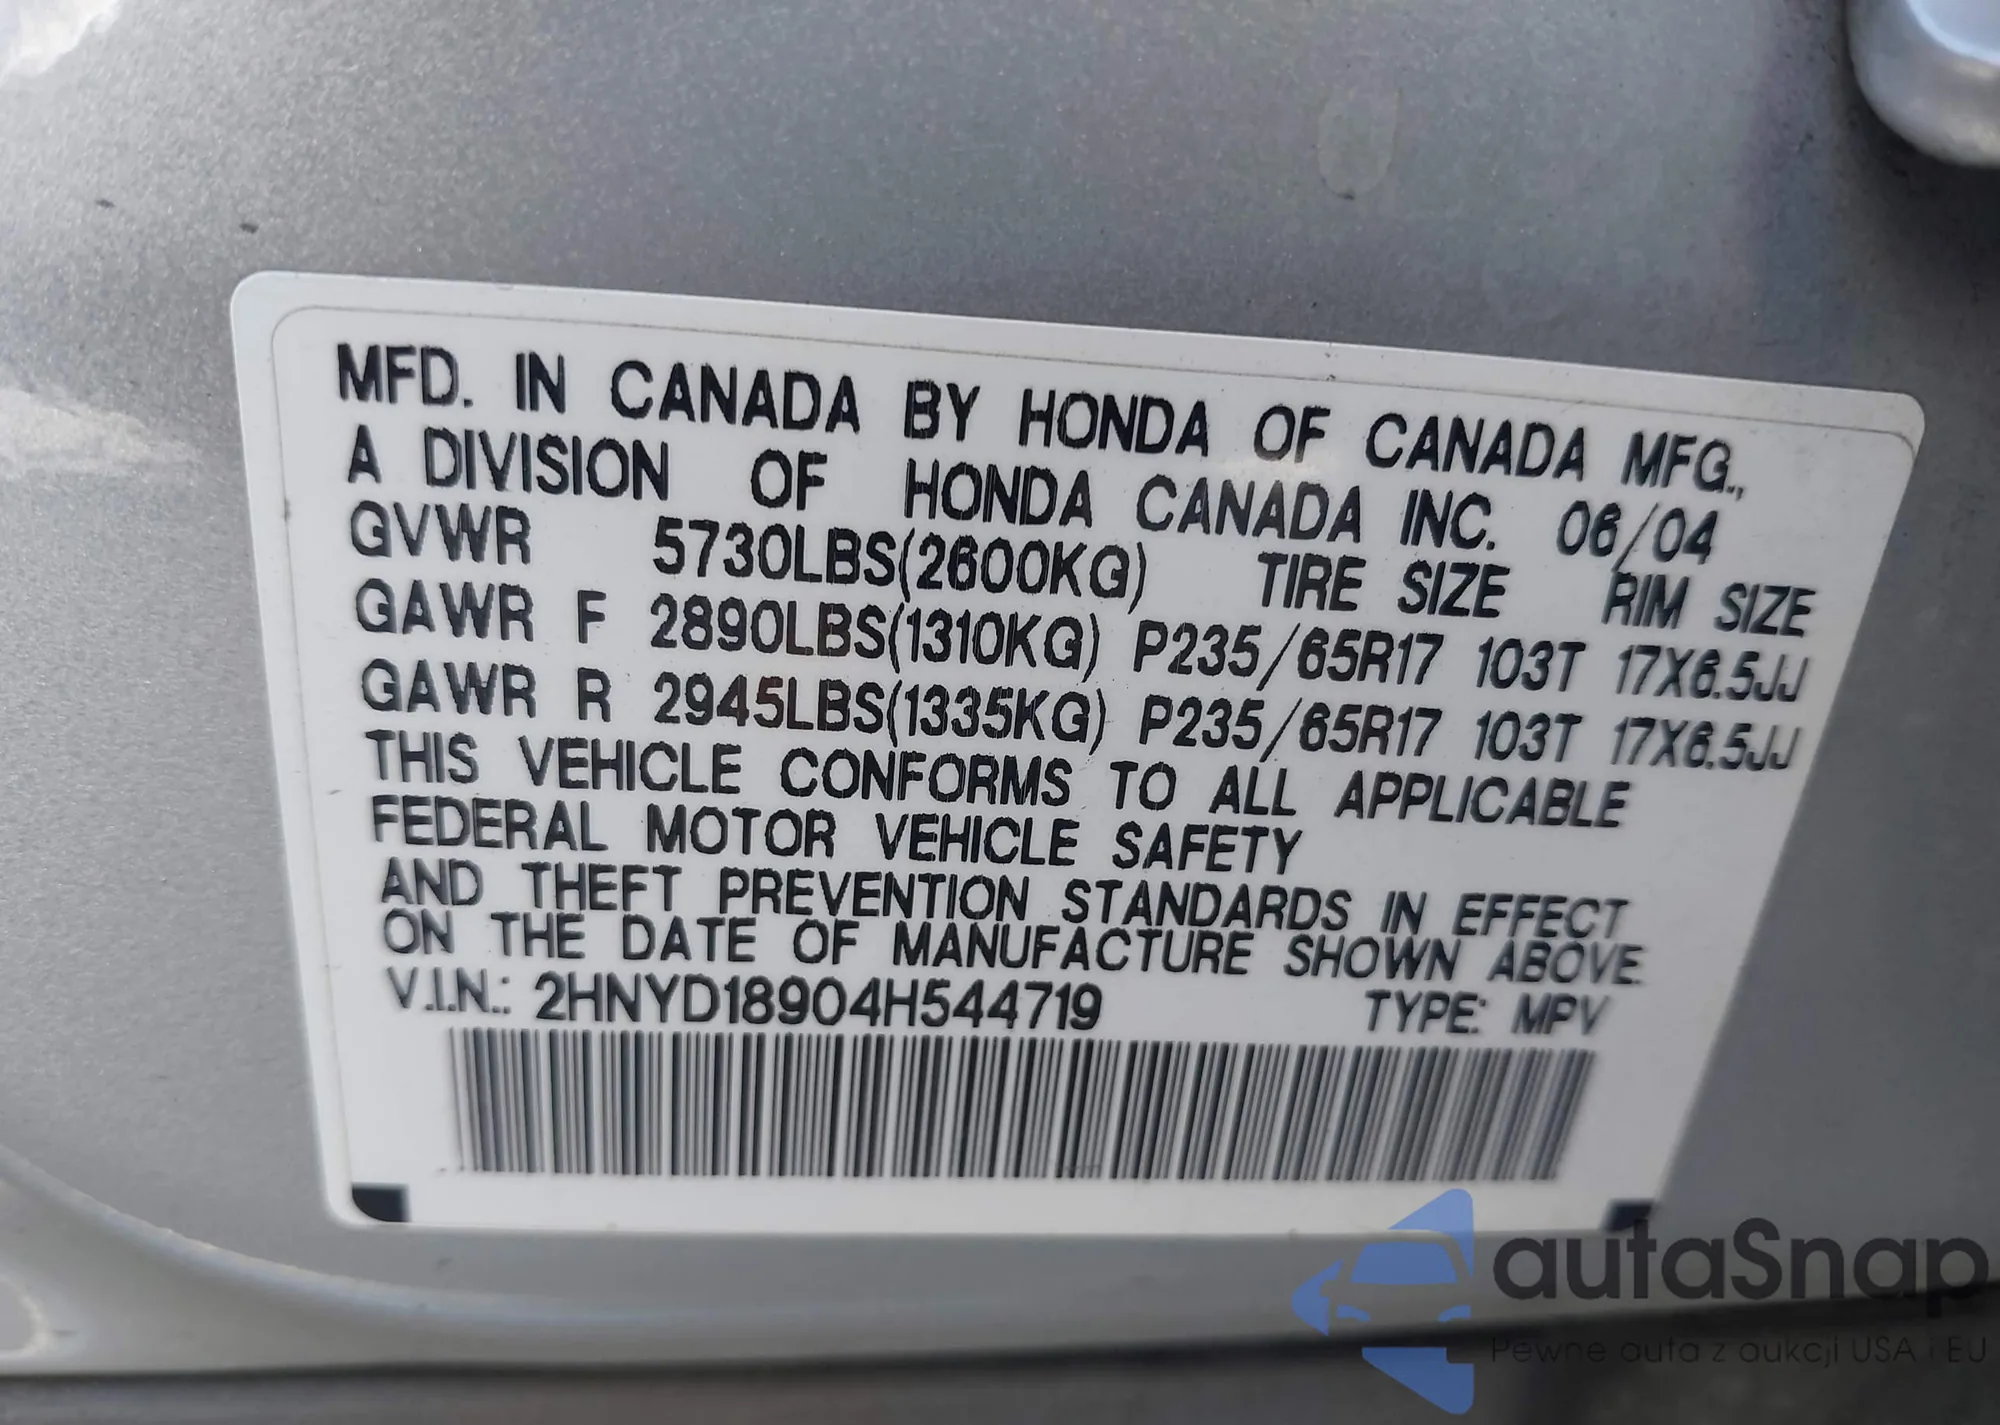 MFD. IN CANADA BY HONDA OF CANADA MFG.,
A DIVISION OF HONDA CANADA INC. 06/04
GVWR 5730LBS(2600KG) TIRE SIZE RIM SIZE
GAWR F 2890LBS(1310KG) P235/65R17 103T 17X6.5JJ
GAWR R 2945LBS(1335KG) P235/65R17 103T 17X6.5JJ
THIS VEHICLE CONFORMS TO ALL APPLICABLE
FEDERAL MOTOR VEHICLE SAFETY
AND THEFT PREVENTION STANDARDS IN EFFECT
ON THE DATE OF MANUFACTURE SHOWN ABOVE.
V.I.N.: 2HNYD18904H544719 TYPE: MPV
autaSnap
Pewne auta z aukcji USA i EU